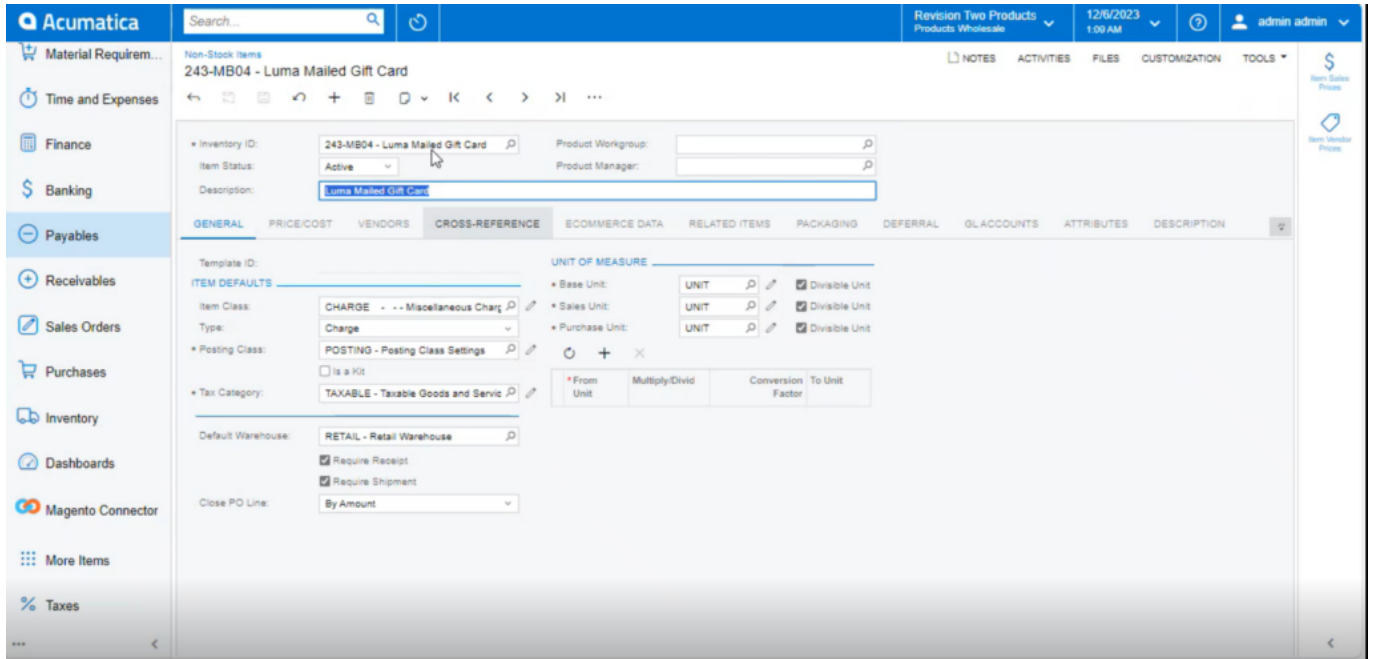 Acumatica
Search...
Revision Two Products
Products Wholesale
12/6/2023
1:09 AM
admin admin
Material Requirem...
Time and Expenses
Finance
Banking
Payables
Receivables
Sales Orders
Purchases
Inventory
Dashboards
Magento Connector
More Items
Taxes
Non-Stock Items
243-MB04 - Luma Mailed Gift Card
NOTES ACTIVITIES FILES CUSTOMIZATION TOOLS
Inventory ID: 243-MB04 - Luma Mailed Gift Card Product Workgroup:
Item Status: Active Product Manager:
Description: Luma Mailed Gift Card
GENERAL PRICE/COST VENDORS CROSS-REFERENCE ECOMMERCE DATA RELATED ITEMS PACKAGING DEFERRAL GL ACCOUNTS ATTRIBUTES DESCRIPTION
Template ID:
ITEM DEFAULTS
Item Class: CHARGE - - - Miscellaneous Charg
Type: Charge
* Posting Class: POSTING - Posting Class Settings
Is a Kit
* Tax Category: TAXABLE - Taxable Goods and Servic
Default Warehouse: RETAIL - Retail Warehouse
Require Receipt
Require Shipment
Close PO Line: By Amount
UNIT OF MEASURE
* Base Unit: UNIT Divisible Unit
* Sales Unit: UNIT Divisible Unit
* Purchase Unit: UNIT Divisible Unit
* From Unit Multiply/Divid Conversion Factor To Unit
Item Sales
Prices
Item Vendor
Prices